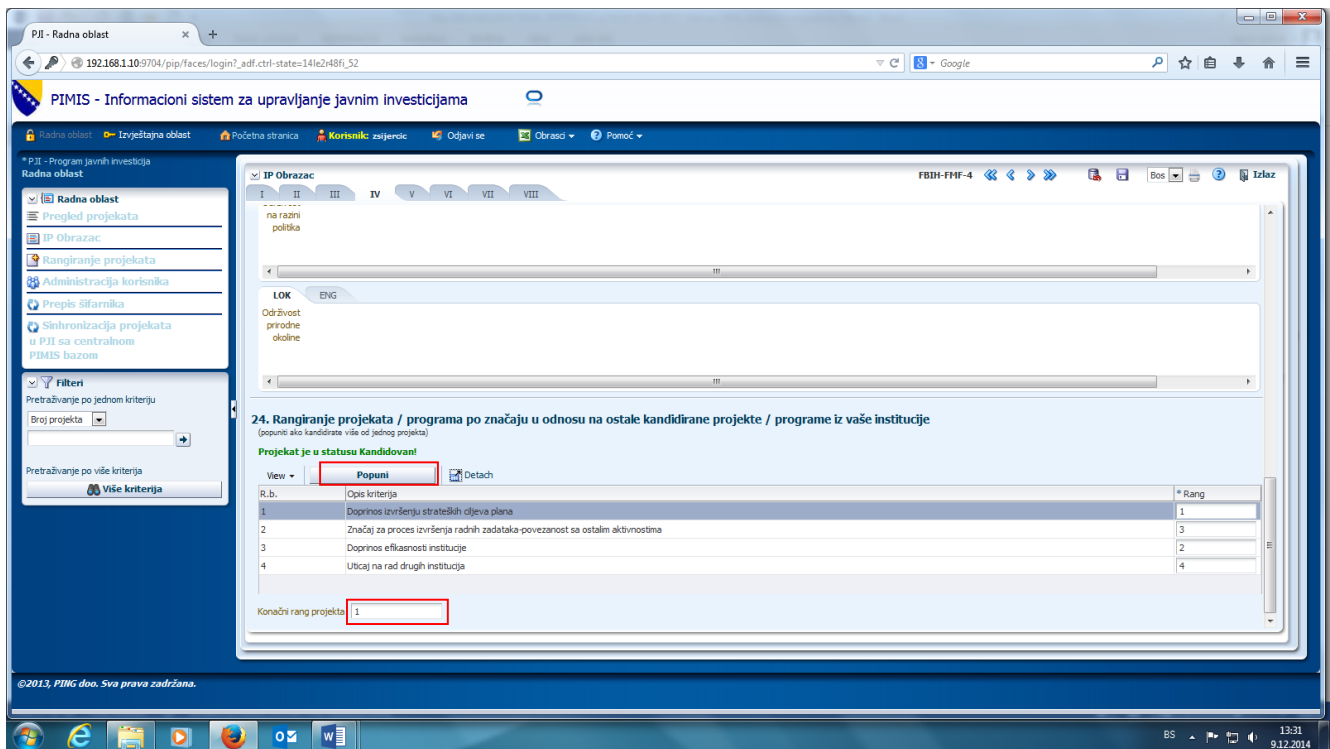 PJI - Radna oblast
192.168.1.10:9704/pip/faces/login?_adf.ctrl-state=14le2r48fi_52
Google
PIMIS - Informacioni sistem za upravljanje javnim investicijama
Radna oblast Izvještajna oblast Početna stranica Korisnik: zsijercic Odjavi se Obrasci Pomoć
* PJI - Program javnih investicija
Radna oblast
Radna oblast
Pregled projekata
IP Obrazac
Rangiranje projekata
Administracija korisnika
Prepis šifarnika
Sinhronizacija projekata
u PJI sa centralnom
PIMIS bazom
Filteri
Pretraživanje po jednom kriteriju
Broj projekta
Pretraživanje po više kriterija
Više kriterija
IP Obrazac FBIH-FMF-4 Bos Izlaz
I II III IV V VI VII VIII
na razini
politika
LOK ENG
Održivost
prirodne
okoline
24. Rangiranje projekata / programa po značaju u odnosu na ostale kandidirane projekte / programe iz vaše institucije
(popuniti ako kandidirate više od jednog projekta)
Projekat je u statusu Kandidovan!
View Popuni Detach
R.b. Opis kriterija * Rang
1 Doprinos izvršenju strateških ciljeva plana 1
2 Značaj za proces izvršenja radnih zadataka-povezanost sa ostalim aktivnostima 3
3 Doprinos efikasnosti institucije 2
4 Uticaj na rad drugih institucija 4
Konačni rang projekta 1
©2013, PING doo. Sva prava zadržana.
BS 13:31
9.12.2014